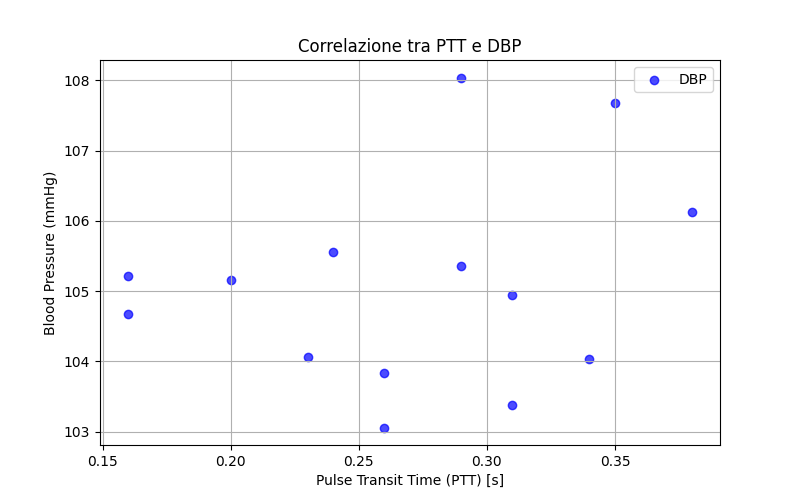 Correlazione tra PTT e DBP
DBP
108
107
106
105
104
103
Blood Pressure (mmHg)
0.15 0.20 0.25 0.30 0.35
Pulse Transit Time (PTT) [s]